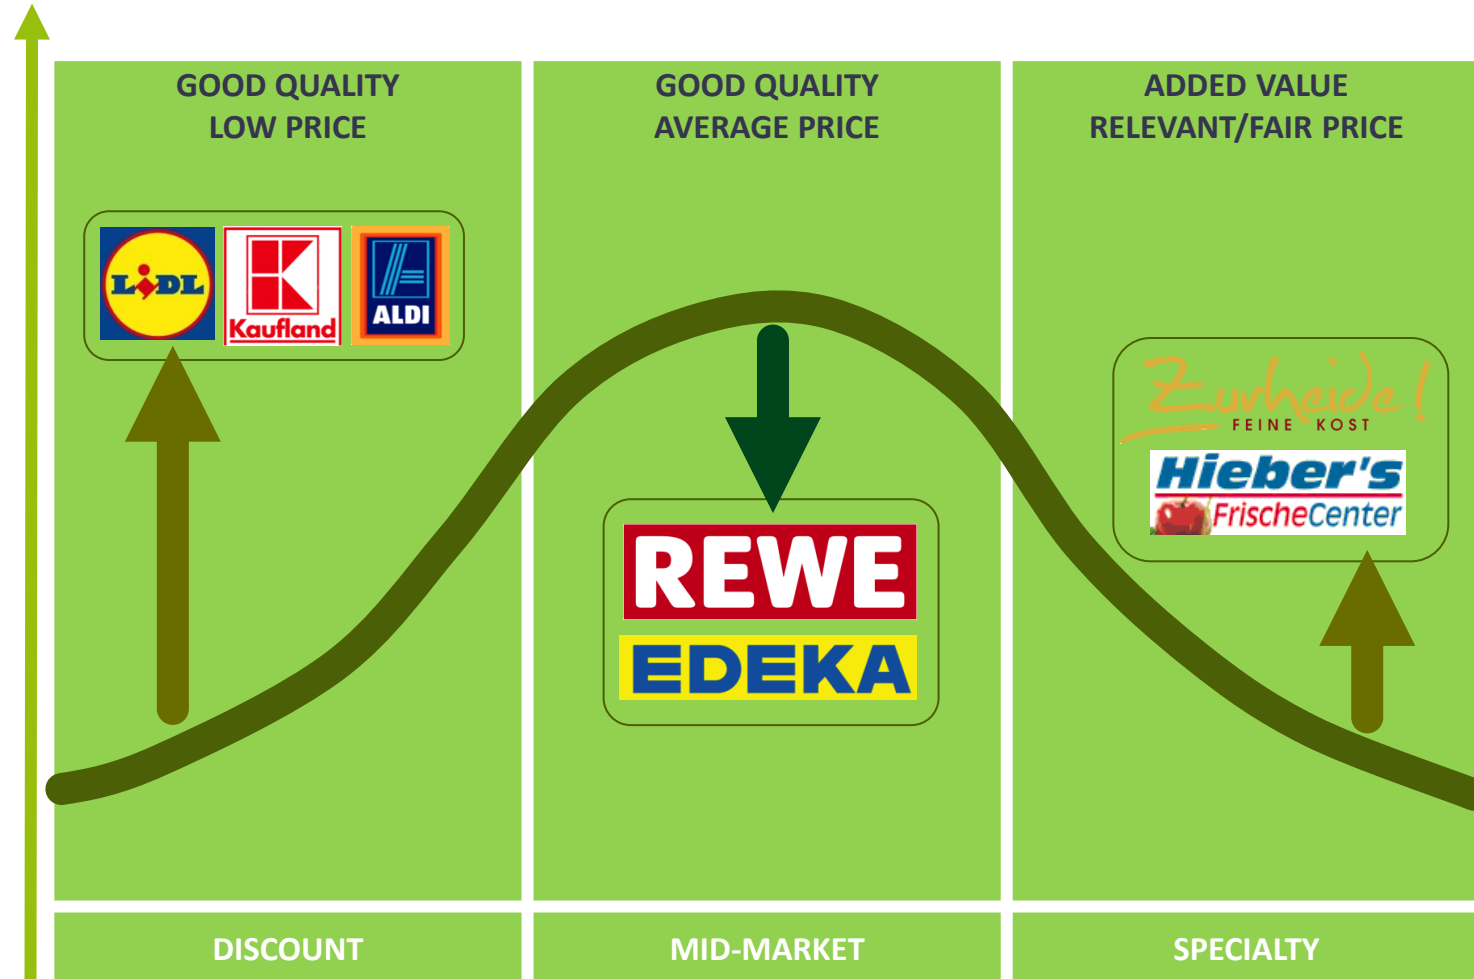 GOOD QUALITY
LOW PRICE
GOOD QUALITY
AVERAGE PRICE
ADDED VALUE
RELEVANT/FAIR PRICE
LiDL
Kaufland
ALDI
Zurheide!
FEINE KOST
Hieber's
FrischeCenter
REWE
EDEKA
DISCOUNT
MID-MARKET
SPECIALTY